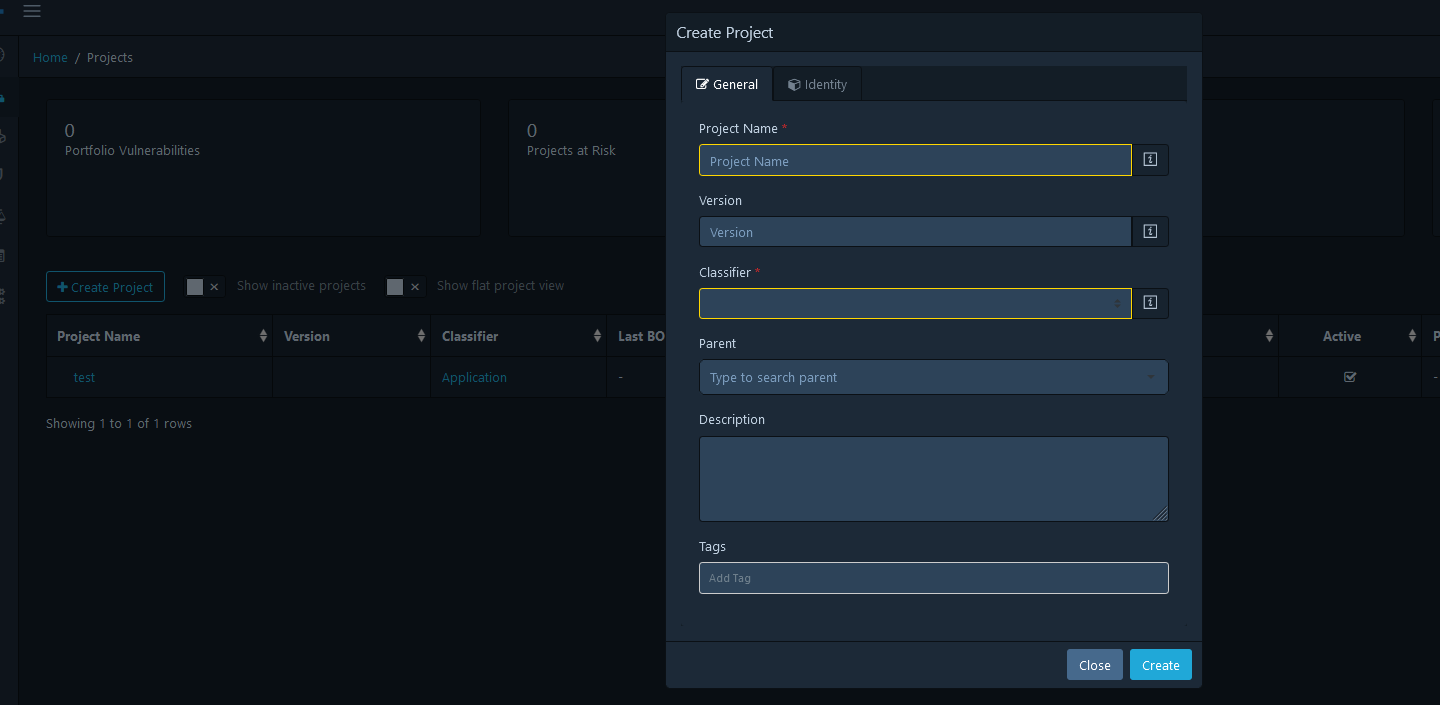 Create Project
Home / Projects
General
Identity
0
Portfolio Vulnerabilities
0
Projects at Risk
Project Name *
Project Name
Version
Version
Classifier *
Parent
Type to search parent
Description
Tags
Add Tag
Close
Create
Create Project
Show inactive projects
Show flat project view
Project Name
Version
Classifier
Last BO
Active
P
test
Application
-
-
Showing 1 to 1 of 1 rows